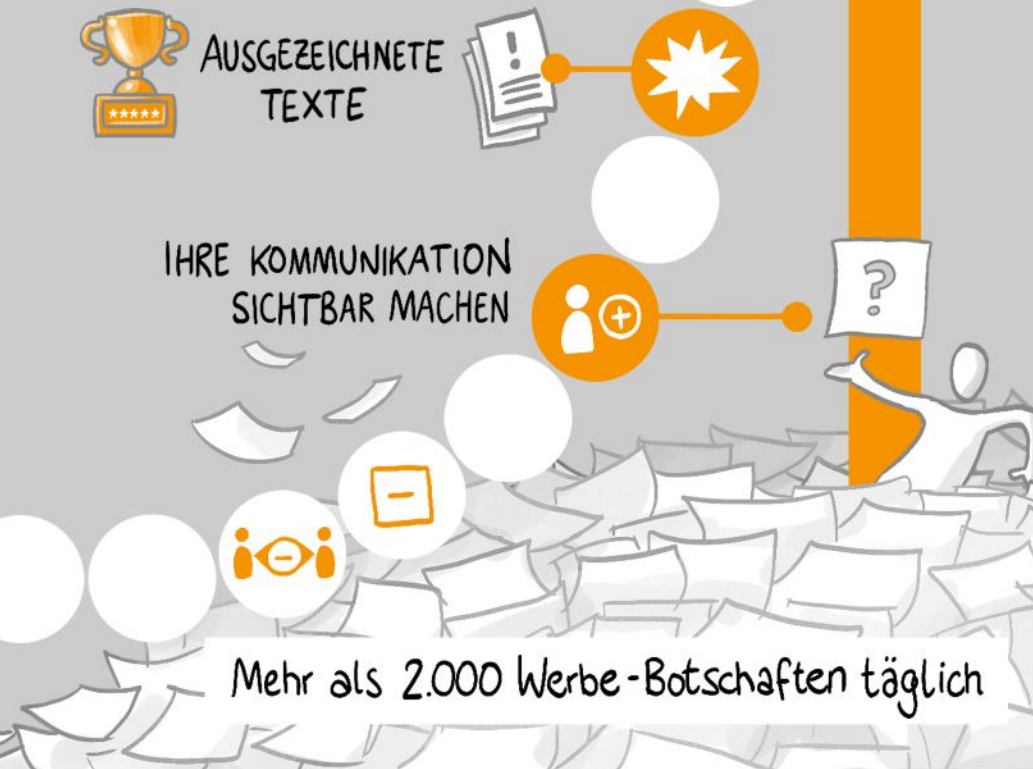 AUSGEZEICHNETE
TEXTE
!
IHRE KOMMUNIKATION
SICHTBAR MACHEN
?
Mehr als 2.000 Werbe-Botschaften täglich